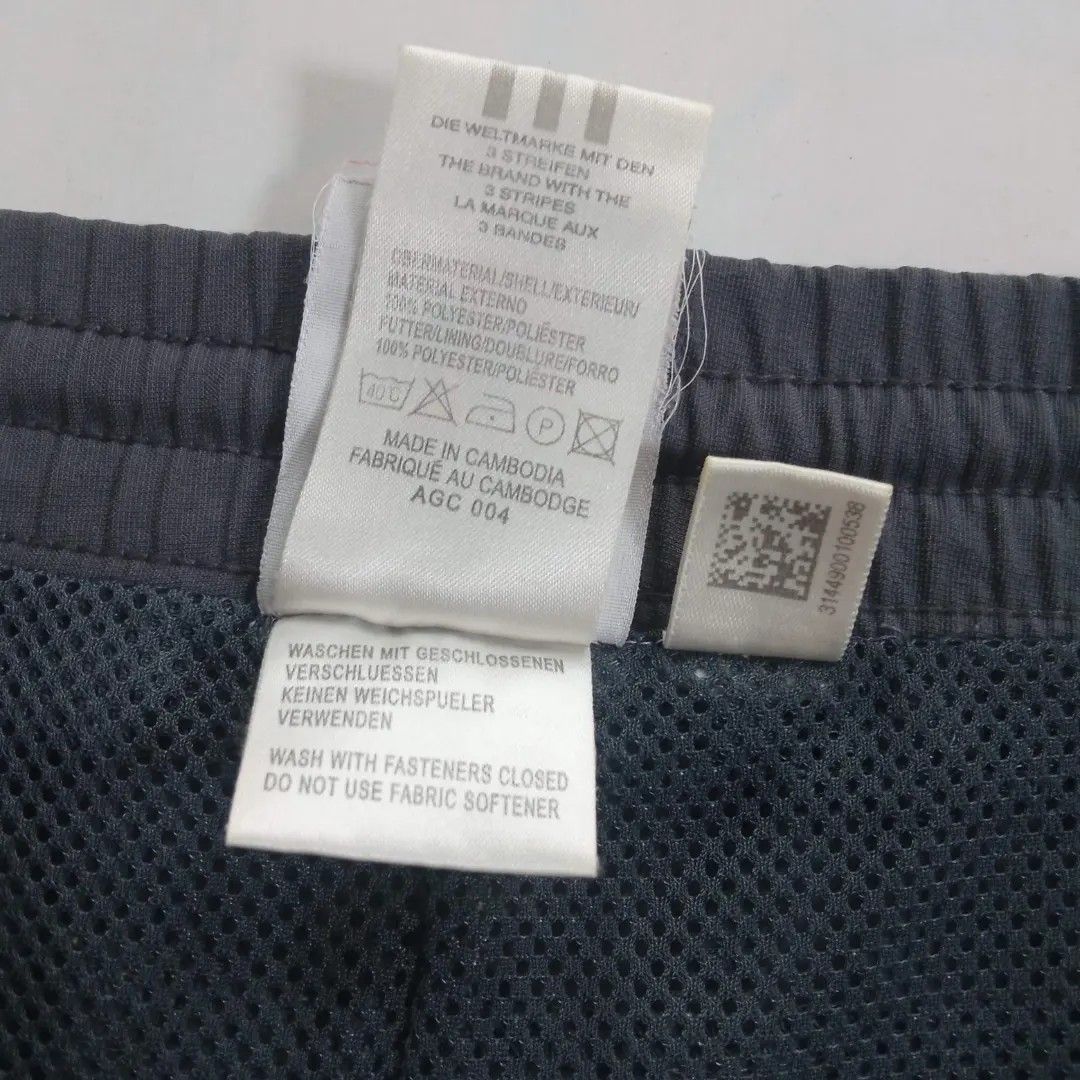 DIE WELTMARKE MIT DEN
3 STREIFEN
THE BRAND WITH THE
3 STRIPES
LA MARQUE AUX
3 BANDES
OBERMATERIAL/SHELL/EXTERIEUR/
MATERIAL EXTERNO
100% POLYESTER/POLIÉSTER
FUTTER/LINING/DOUBLURE/FORRO
100% POLYESTER/POLIÉSTER
40°C
P
MADE IN CAMBODIA
FABRIQUÉ AU CAMBODGE
AGC 004
3144900100538
WASCHEN MIT GESCHLOSSENEN
VERSCHLUESSEN
KEINEN WEICHSPUELER
VERWENDEN
WASH WITH FASTENERS CLOSED
DO NOT USE FABRIC SOFTENER